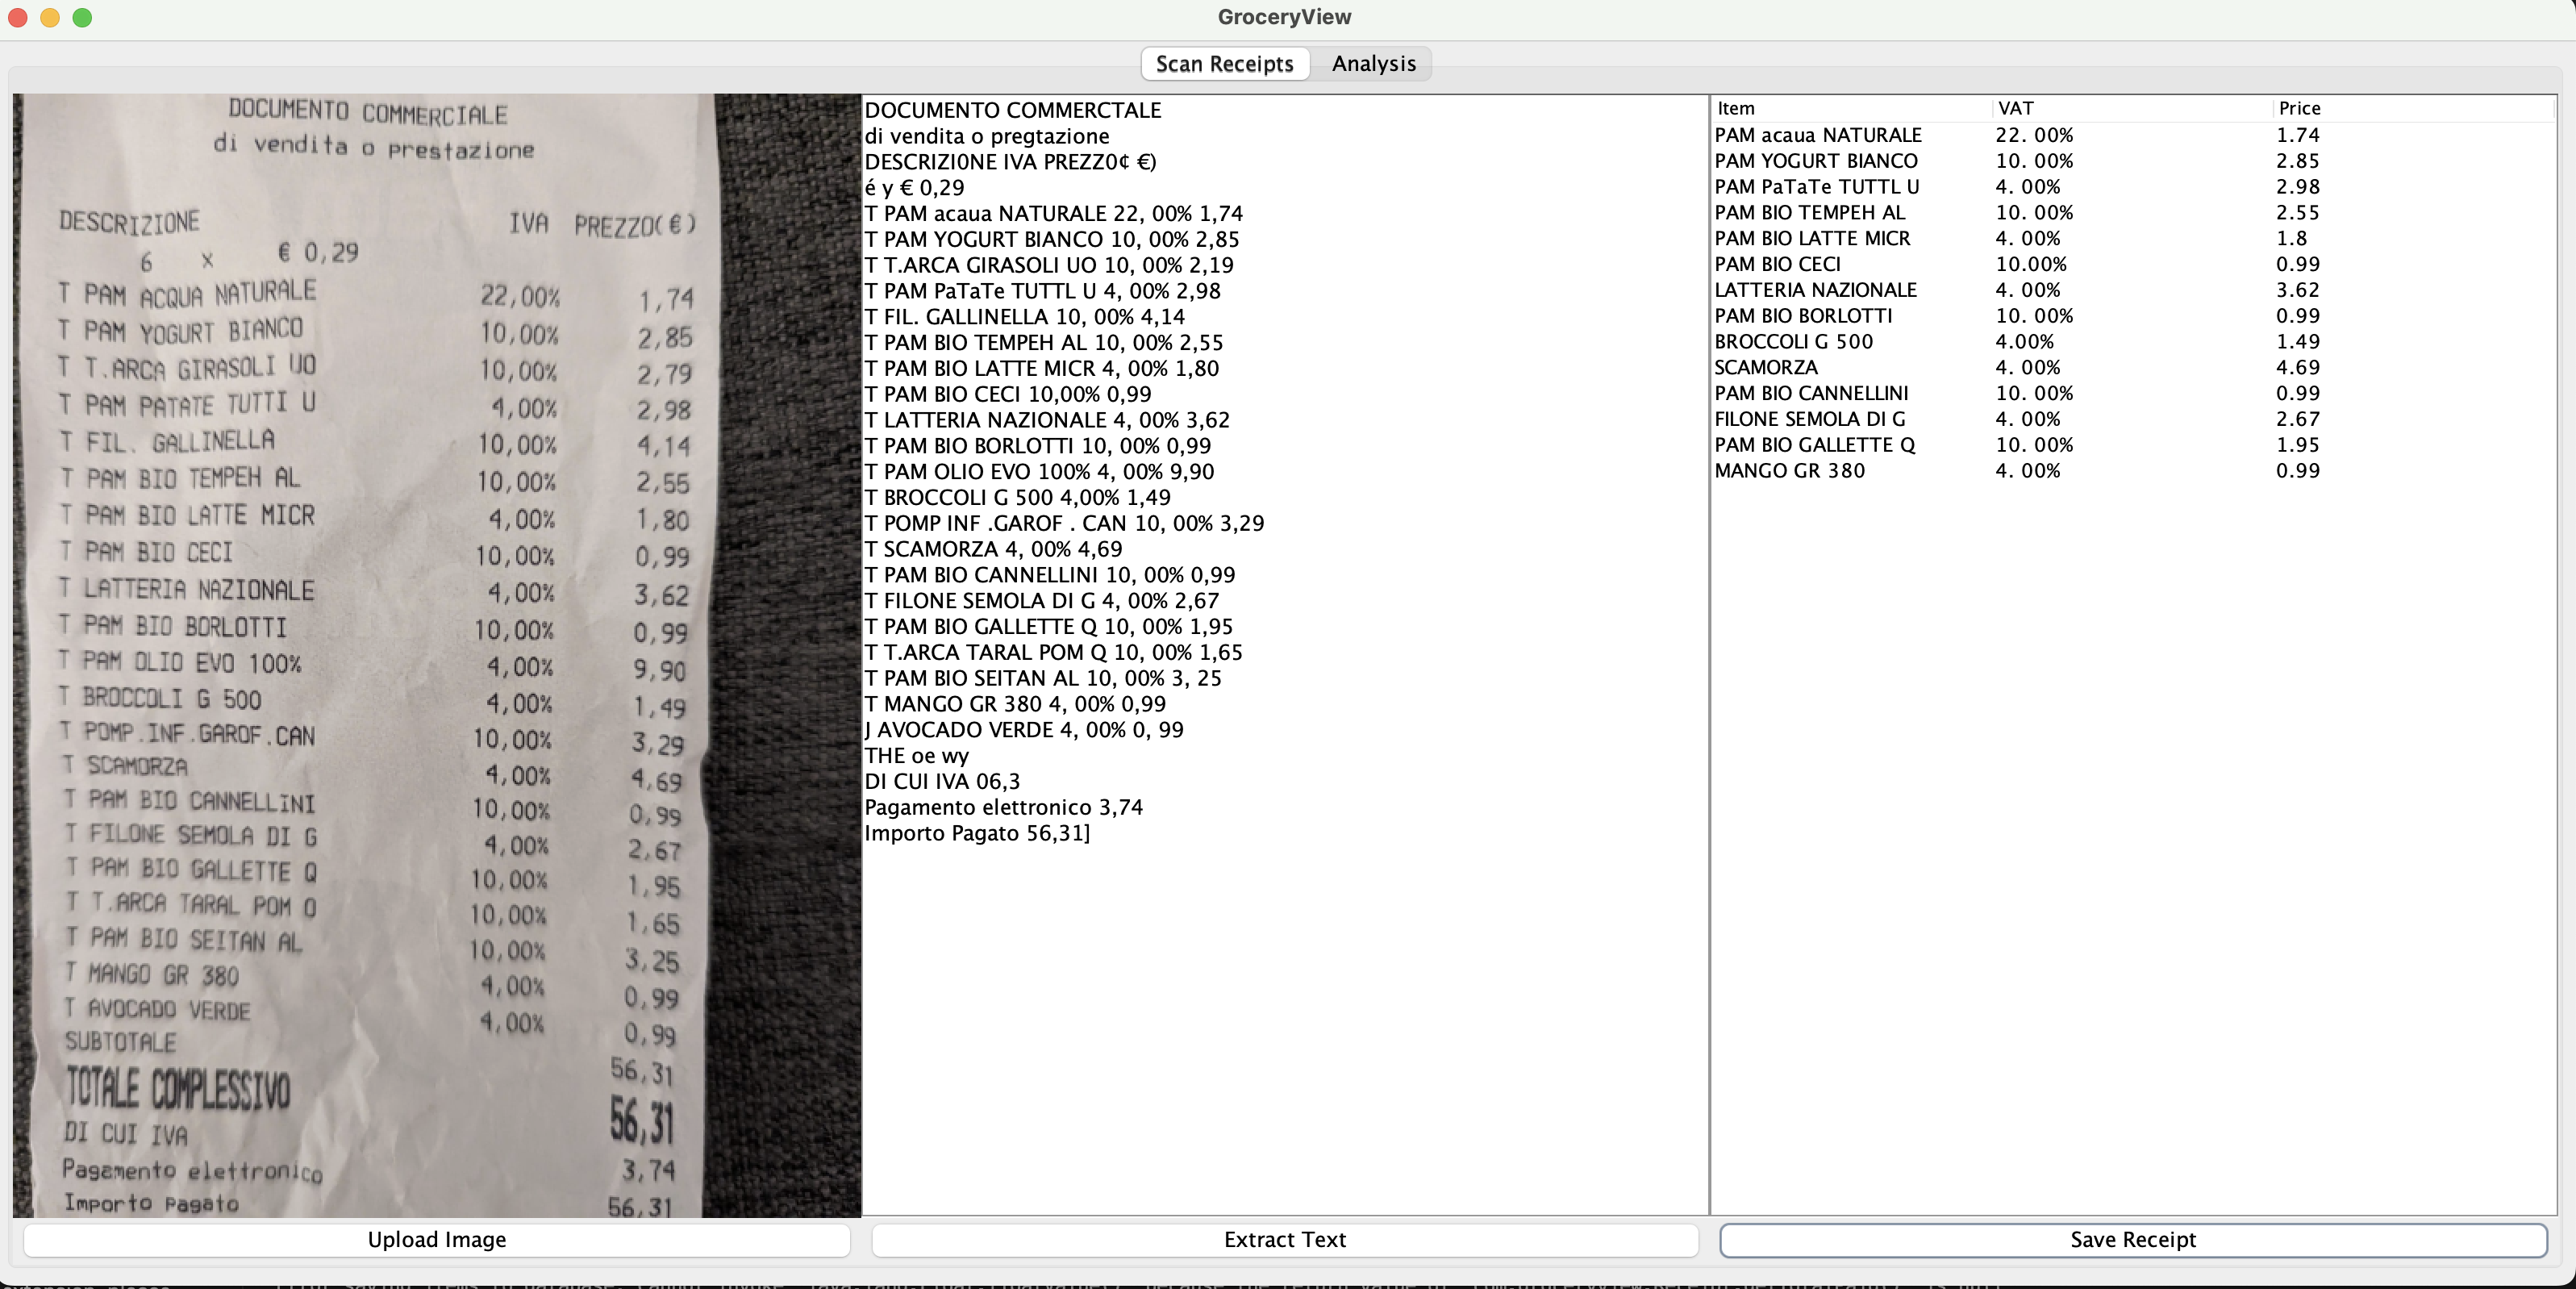 GroceryView
Scan Receipts Analysis
DOCUMENTO COMMERCIALE
di vendita o prestazione
DESCRIZIONE IVA PREZZO(€)
6 x € 0,29
T PAM ACQUA NATURALE 22,00% 1,74
T PAM YOGURT BIANCO 10,00% 2,85
T T.ARCA GIRASOLI UO 10,00% 2,79
T PAM PATATE TUTTI U 4,00% 2,98
T FIL. GALLINELLA 10,00% 4,14
T PAM BIO TEMPEH AL 10,00% 2,55
T PAM BIO LATTE MICR 4,00% 1,80
T PAM BIO CECI 10,00% 0,99
T LATTERIA NAZIONALE 4,00% 3,62
T PAM BIO BORLOTTI 10,00% 0,99
T PAM OLIO EVO 100% 4,00% 9,90
T BROCCOLI G 500 4,00% 1,49
T POMP.INF.GAROF.CAN 10,00% 3,29
T SCAMORZA 4,00% 4,69
T PAM BIO CANNELLINI 10,00% 0,99
T FILONE SEMOLA DI G 4,00% 2,67
T PAM BIO GALLETTE Q 10,00% 1,95
T T.ARCA TARAL POM O 10,00% 1,65
T PAM BIO SEITAN AL 10,00% 3,25
T MANGO GR 380 4,00% 0,99
T AVOCADO VERDE 4,00% 0,99
SUBTOTALE 56,31
TOTALE COMPLESSIVO 56,31
DI CUI IVA 3,74
Pagamento elettronico 56,31
Importo Pagato
DOCUMENTO COMMERCTALE
di vendita o pregtazione
DESCRIZI0NE IVA PREZZ0¢ €)
é y € 0,29
T PAM acaua NATURALE 22, 00% 1,74
T PAM YOGURT BIANCO 10, 00% 2,85
T T.ARCA GIRASOLI UO 10, 00% 2,19
T PAM PaTaTe TUTTL U 4, 00% 2,98
T FIL. GALLINELLA 10, 00% 4,14
T PAM BIO TEMPEH AL 10, 00% 2,55
T PAM BIO LATTE MICR 4, 00% 1,80
T PAM BIO CECI 10,00% 0,99
T LATTERIA NAZIONALE 4, 00% 3,62
T PAM BIO BORLOTTI 10, 00% 0,99
T PAM OLIO EVO 100% 4, 00% 9,90
T BROCCOLI G 500 4,00% 1,49
T POMP INF .GAROF . CAN 10, 00% 3,29
T SCAMORZA 4, 00% 4,69
T PAM BIO CANNELLINI 10, 00% 0,99
T FILONE SEMOLA DI G 4, 00% 2,67
T PAM BIO GALLETTE Q 10, 00% 1,95
T T.ARCA TARAL POM Q 10, 00% 1,65
T PAM BIO SEITAN AL 10, 00% 3, 25
T MANGO GR 380 4, 00% 0,99
J AVOCADO VERDE 4, 00% 0, 99
THE oe wy
DI CUI IVA 06,3
Pagamento elettronico 3,74
Importo Pagato 56,31]
Item VAT Price
PAM acaua NATURALE 22. 00% 1.74
PAM YOGURT BIANCO 10. 00% 2.85
PAM PaTaTe TUTTL U 4. 00% 2.98
PAM BIO TEMPEH AL 10. 00% 2.55
PAM BIO LATTE MICR 4. 00% 1.8
PAM BIO CECI 10.00% 0.99
LATTERIA NAZIONALE 4. 00% 3.62
PAM BIO BORLOTTI 10. 00% 0.99
BROCCOLI G 500 4.00% 1.49
SCAMORZA 4. 00% 4.69
PAM BIO CANNELLINI 10. 00% 0.99
FILONE SEMOLA DI G 4. 00% 2.67
PAM BIO GALLETTE Q 10. 00% 1.95
MANGO GR 380 4. 00% 0.99
Upload Image Extract Text Save Receipt